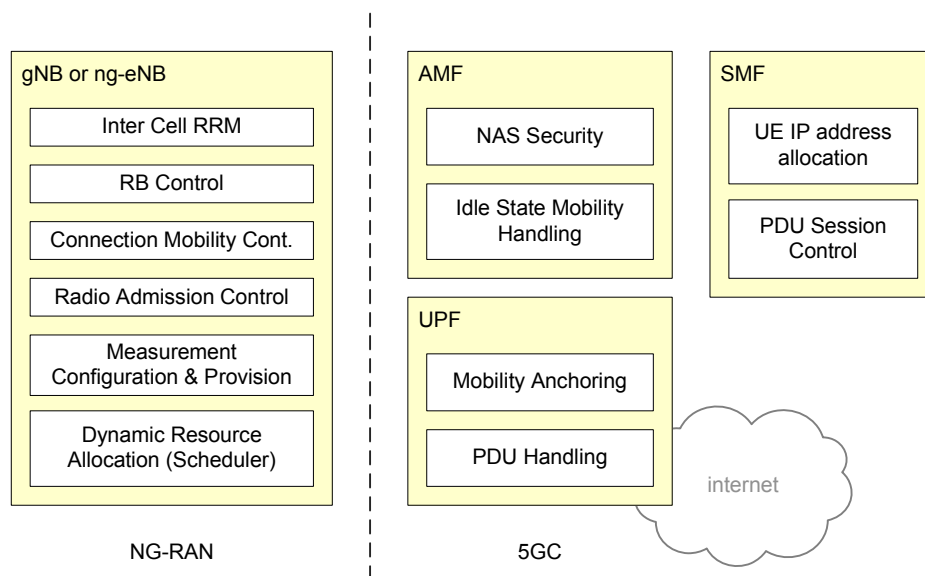 gNB or ng-eNB
Inter Cell RRM
RB Control
Connection Mobility Cont.
Radio Admission Control
Measurement
Configuration & Provision
Dynamic Resource
Allocation (Scheduler)
NG-RAN
AMF
NAS Security
Idle State Mobility
Handling
SMF
UE IP address
allocation
PDU Session
Control
UPF
Mobility Anchoring
PDU Handling
internet
5GC